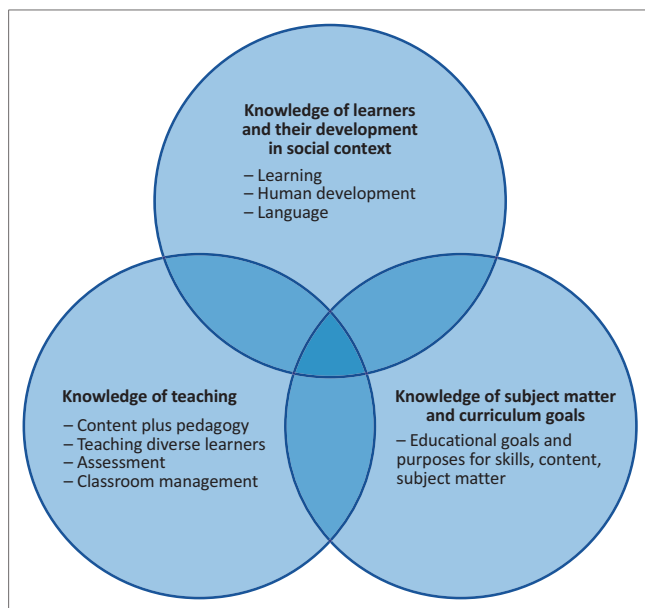 Knowledge of learners
and their development
in social context
– Learning
– Human development
– Language
Knowledge of teaching
– Content plus pedagogy
– Teaching diverse learners
– Assessment
– Classroom management
Knowledge of subject matter
and curriculum goals
– Educational goals and
purposes for skills, content,
subject matter